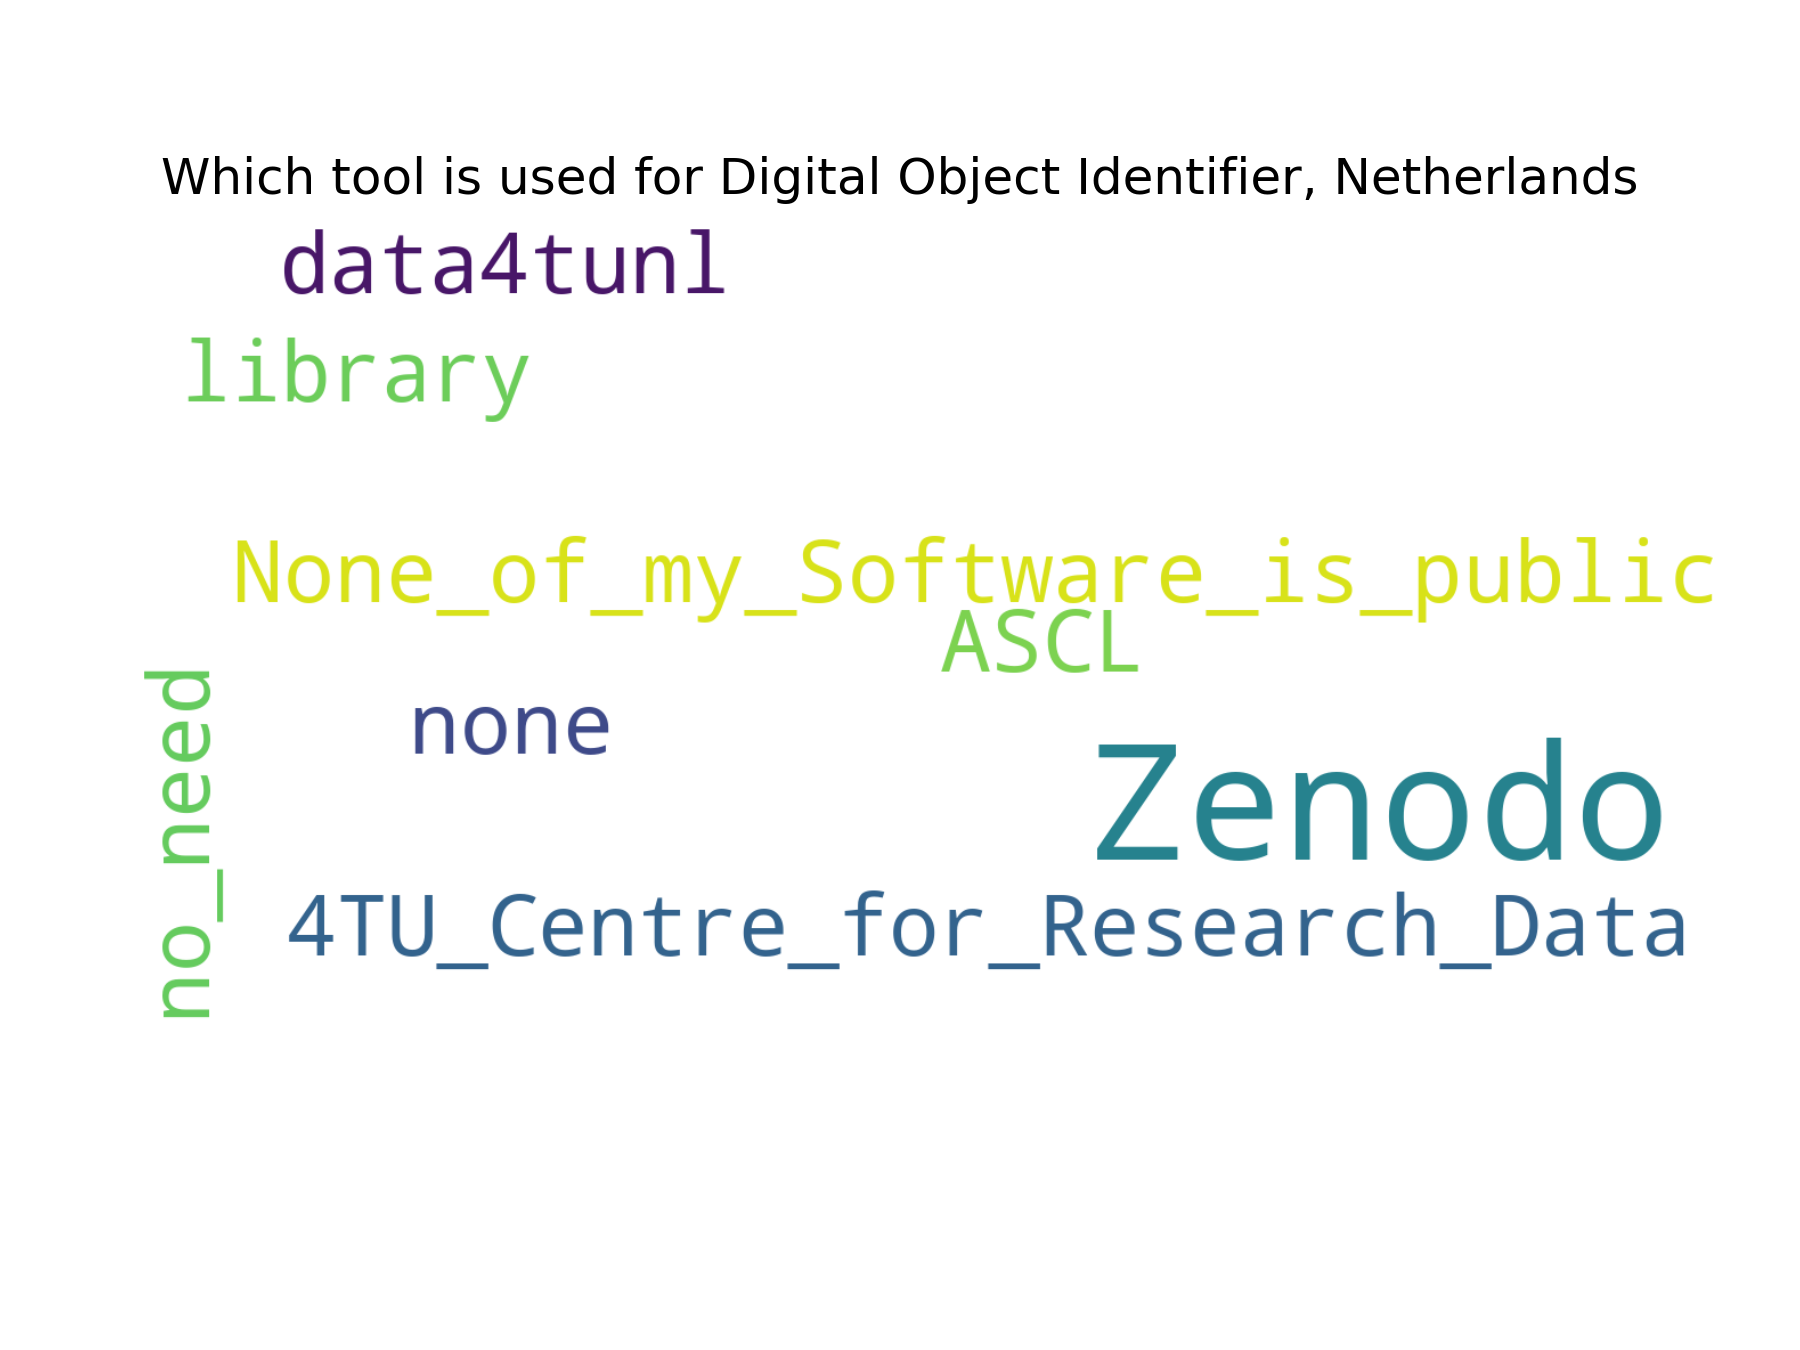 Which tool is used for Digital Object Identifier, Netherlands
data4tunl
library
None_of_my_Software_is_public
ASCL
no_need
none
Zenodo
4TU_Centre_for_Research_Data